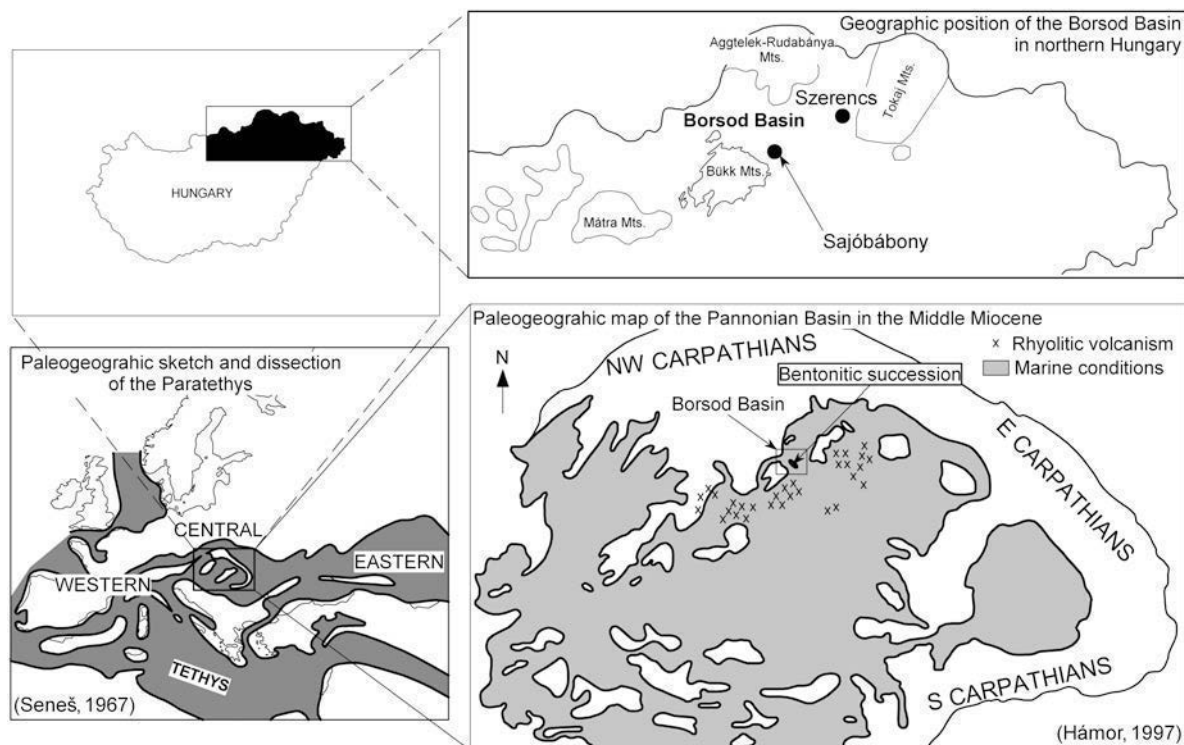 HUNGARY
Geographic position of the Borsod Basin
in northern Hungary
Aggtelek-Rudabánya
Mts.
Tokaj Mts.
Szerencs
Borsod Basin
Bükk Mts.
Mátra Mts.
Sajóbábony
Paleogeograhic sketch and dissection
of the Paratethys
CENTRAL
EASTERN
WESTERN
TETHYS
(Seneš, 1967)
Paleogeograhic map of the Pannonian Basin in the Middle Miocene
N
NW CARPATHIANS
x Rhyolitic volcanism
Marine conditions
Bentonitic succession
Borsod Basin
E CARPATHIANS
S CARPATHIANS
(Hámor, 1997)